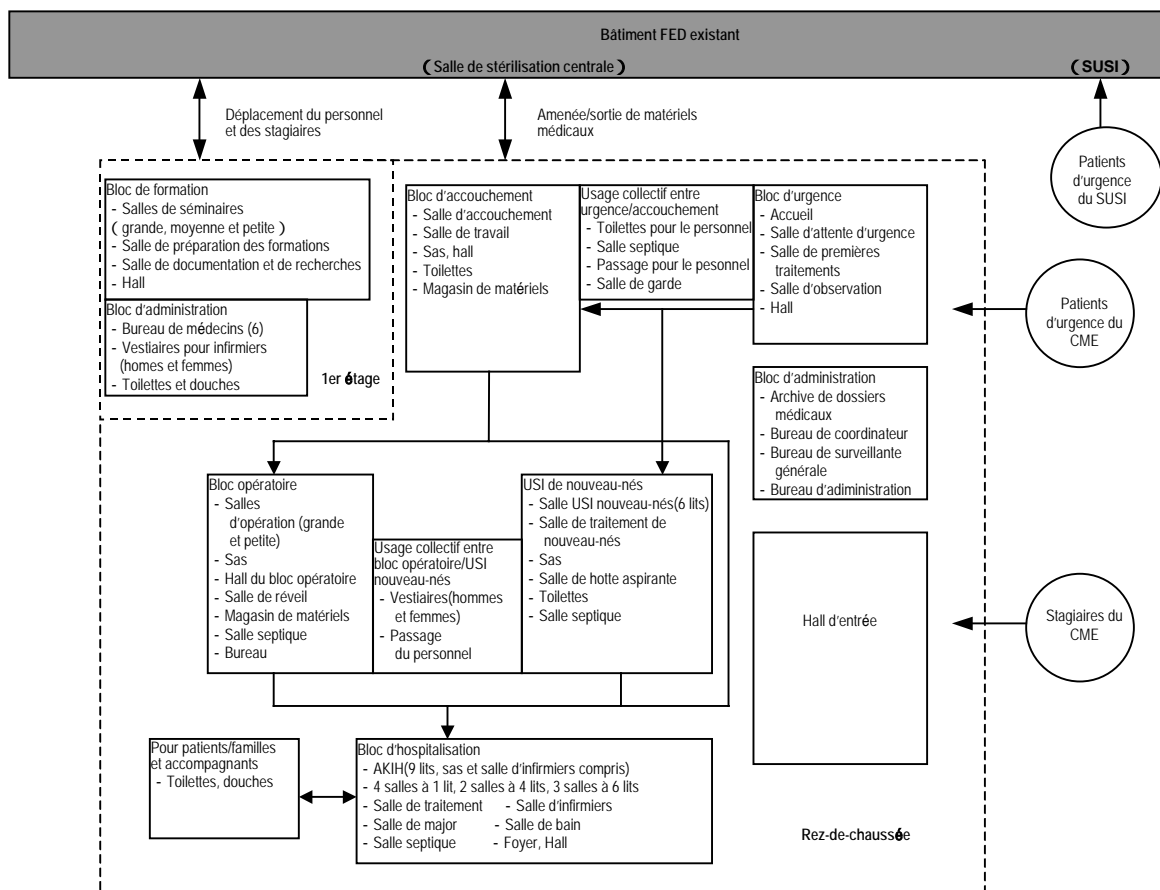 Bâtiment FED existant
( Salle de stérilisation centrale )
( SUSI )
Déplacement du personnel
et des stagiaires
Amenée/sortie de matériels
médicaux
Patients
d'urgence
du SUSI
Bloc de formation
- Salles de séminaires
( grande, moyenne et petite )
- Salle de préparation des formations
- Salle de documentation et de recherches
- Hall
Bloc d'administration
- Bureau de médecins (6)
- Vestiaires pour infirmiers
(homes et femmes)
- Toilettes et douches
1er étage
Bloc d'accouchement
- Salle d'accouchement
- Salle de travail
- Sas, hall
- Toilettes
- Magasin de matériels
Usage collectif entre
urgence/accouchement
- Toilettes pour le personnel
- Salle septique
- Passage pour le pesonnel
- Salle de garde
Bloc d'urgence
- Accueil
- Salle d'attente d'urgence
- Salle de premières
traitements
- Salle d'observation
- Hall
Patients
d'urgence du
CME
Bloc d'administration
- Archive de dossiers
médicaux
- Bureau de coordinateur
- Bureau de surveillante
générale
- Bureau d'adiministration
Bloc opératoire
- Salles
d'opération (grande
et petite)
- Sas
- Hall du bloc opératoire
- Salle de réveil
- Magasin de matériels
- Salle septique
- Bureau
Usage collectif entre
bloc opératoire/USI
nouveau-nés
- Vestiaires(hommes
et femmes)
- Passage
du personnel
USI de nouveau-nés
- Salle USI nouveau-nés(6 lits)
- Salle de traitement de
nouveau-nés
- Sas
- Salle de hotte aspirante
- Toilettes
- Salle septique
Hall d'entrée
Stagiaires du
CME
Pour patients/familles
et accompagnants
- Toilettes, douches
Bloc d'hospitalisation
- AKIH(9 lits, sas et salle d'infirmiers compris)
- 4 salles à 1 lit, 2 salles à 4 lits, 3 salles à 6 lits
- Salle de traitement - Salle d'infirmiers
- Salle de major - Salle de bain
- Salle septique - Foyer, Hall
Rez-de-chaussée